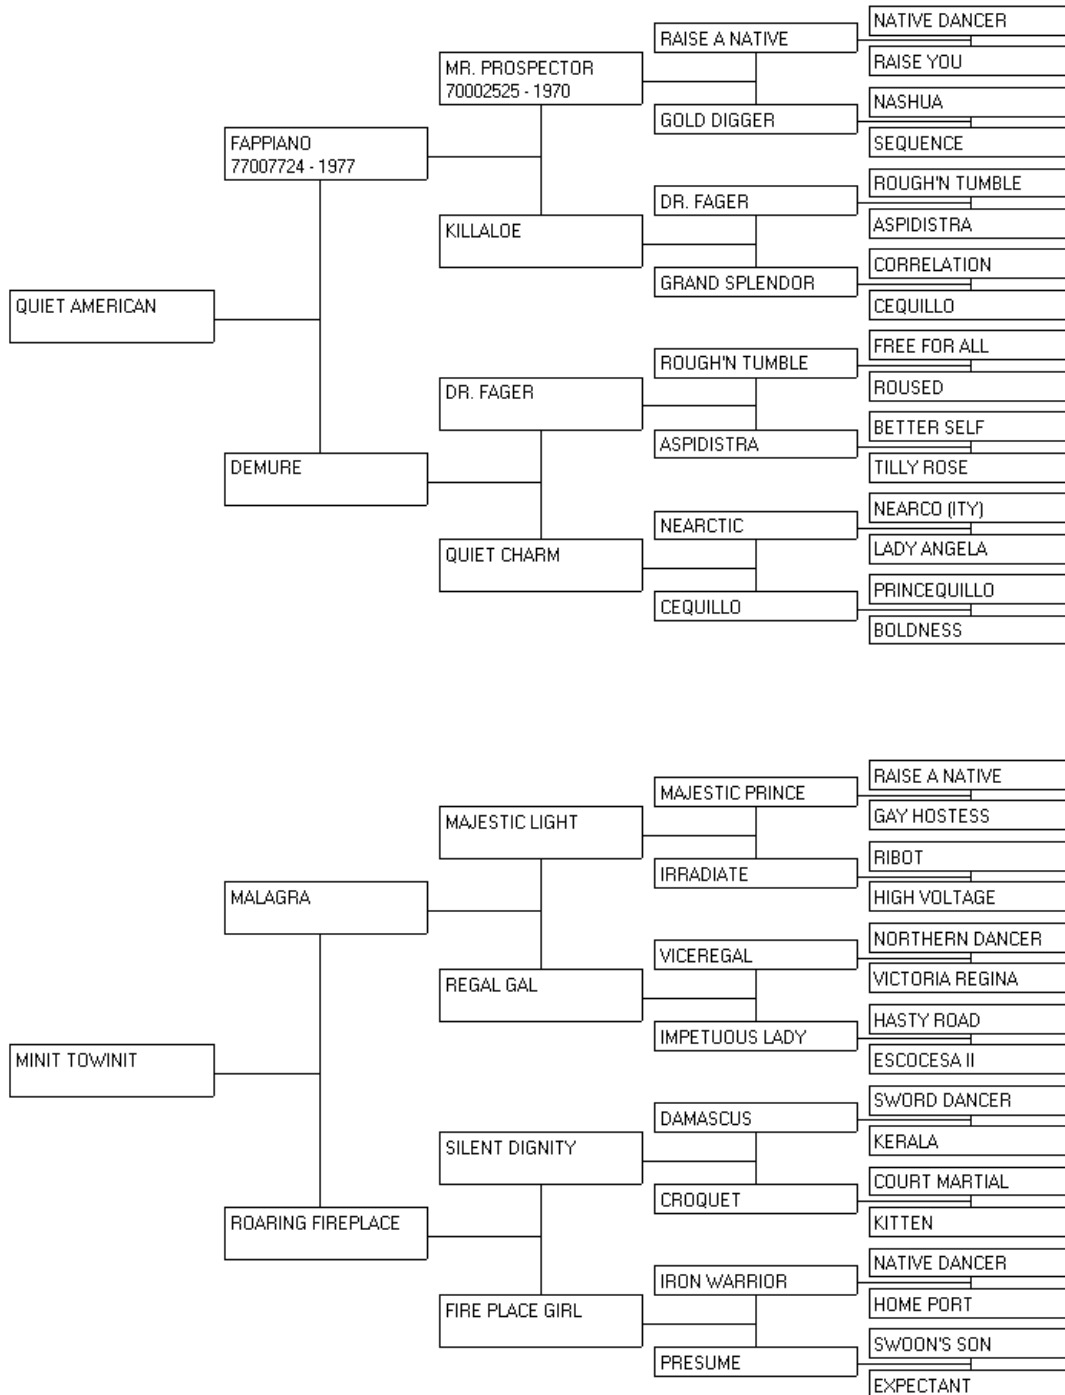 NATIVE DANCER
RAISE A NATIVE
RAISE YOU
MR. PROSPECTOR
70002525 - 1970
NASHUA
GOLD DIGGER
SEQUENCE
FAPPIANO
77007724 - 1977
ROUGH'N TUMBLE
DR. FAGER
ASPIDISTRA
KILLALOE
CORRELATION
GRAND SPLENDOR
CEQUILLO
QUIET AMERICAN
FREE FOR ALL
ROUGH'N TUMBLE
ROUSED
DR. FAGER
BETTER SELF
ASPIDISTRA
TILLY ROSE
DEMURE
NEARCO (ITY)
NEARCTIC
LADY ANGELA
QUIET CHARM
PRINCEQUILLO
CEQUILLO
BOLDNESS
RAISE A NATIVE
MAJESTIC PRINCE
GAY HOSTESS
MAJESTIC LIGHT
RIBOT
IRRADIATE
HIGH VOLTAGE
MALAGRA
NORTHERN DANCER
VICEREGAL
VICTORIA REGINA
REGAL GAL
HASTY ROAD
IMPETUOUS LADY
ESCOCESA II
MINIT TOWINIT
SWORD DANCER
DAMASCUS
KERALA
SILENT DIGNITY
COURT MARTIAL
CROQUET
KITTEN
ROARING FIREPLACE
NATIVE DANCER
IRON WARRIOR
HOME PORT
FIRE PLACE GIRL
SWOON'S SON
PRESUME
EXPECTANT